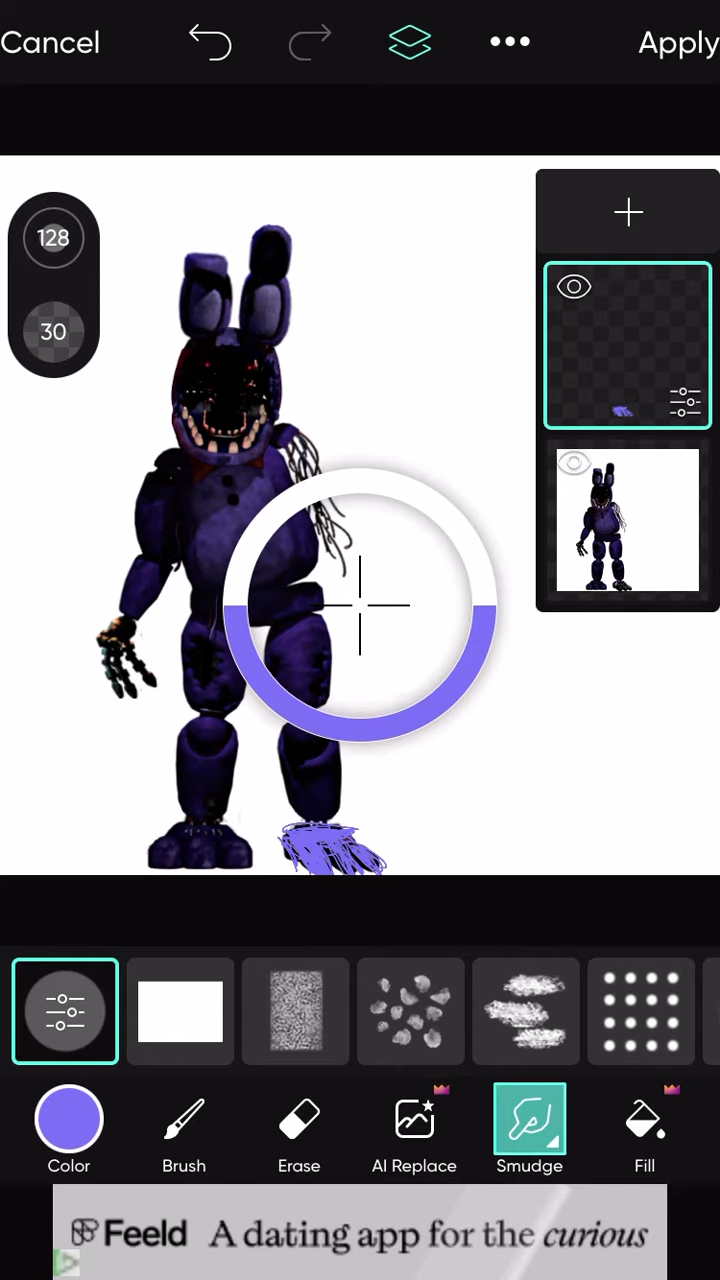 Cancel
Apply
128
30
Color
Brush
Erase
AI Replace
Smudge
Fill
Feeld A dating app for the curious